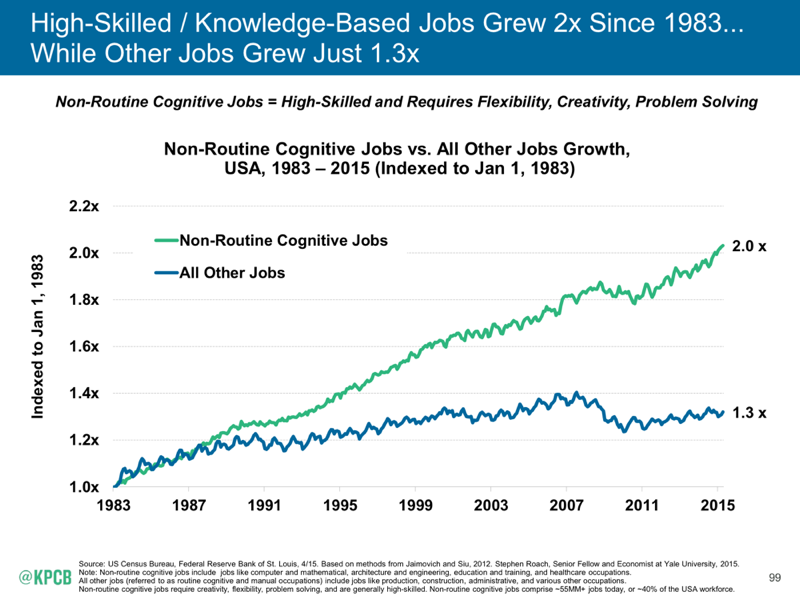 High-Skilled / Knowledge-Based Jobs Grew 2x Since 1983...
While Other Jobs Grew Just 1.3x
Non-Routine Cognitive Jobs = High-Skilled and Requires Flexibility, Creativity, Problem Solving
Non-Routine Cognitive Jobs vs. All Other Jobs Growth,
USA, 1983 – 2015 (Indexed to Jan 1, 1983)
Indexed to Jan 1, 1983
2.2x
2.0x
1.8x
1.6x
1.4x
1.2x
1.0x
Non-Routine Cognitive Jobs
All Other Jobs
2.0 x
1.3 x
1983 1987 1991 1995 1999 2003 2007 2011 2015
@KPCB
Source: US Census Bureau, Federal Reserve Bank of St. Louis, 4/15. Based on methods from Jaimovich and Siu, 2012. Stephen Roach, Senior Fellow and Economist at Yale University, 2015.
Note: Non-routine cognitive jobs include jobs like computer and mathematical, architecture and engineering, education and training, and healthcare occupations.
All other jobs (referred to as routine cognitive and manual occupations) include jobs like production, construction, administrative, and various other occupations.
Non-routine cognitive jobs require creativity, flexibility, problem solving, and are generally high-skilled. Non-routine cognitive jobs comprise ~55MM+ jobs today, or ~40% of the USA workforce.
99